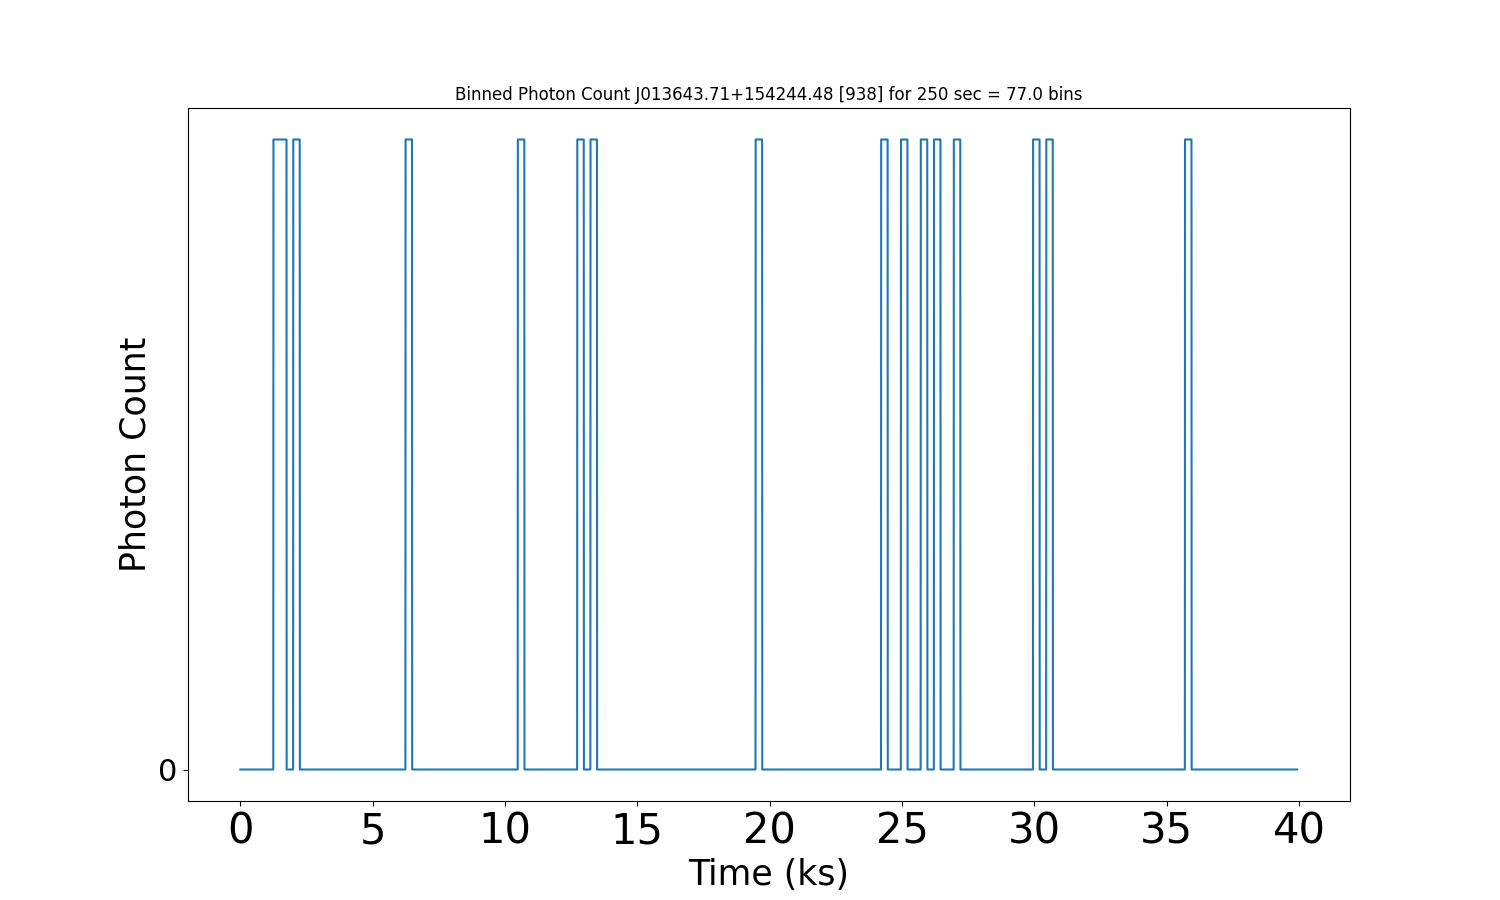 Binned Photon Count J013643.71+154244.48 [938] for 250 sec = 77.0 bins
Photon Count
0
0 5 10 15 20 25 30 35 40
Time (ks)